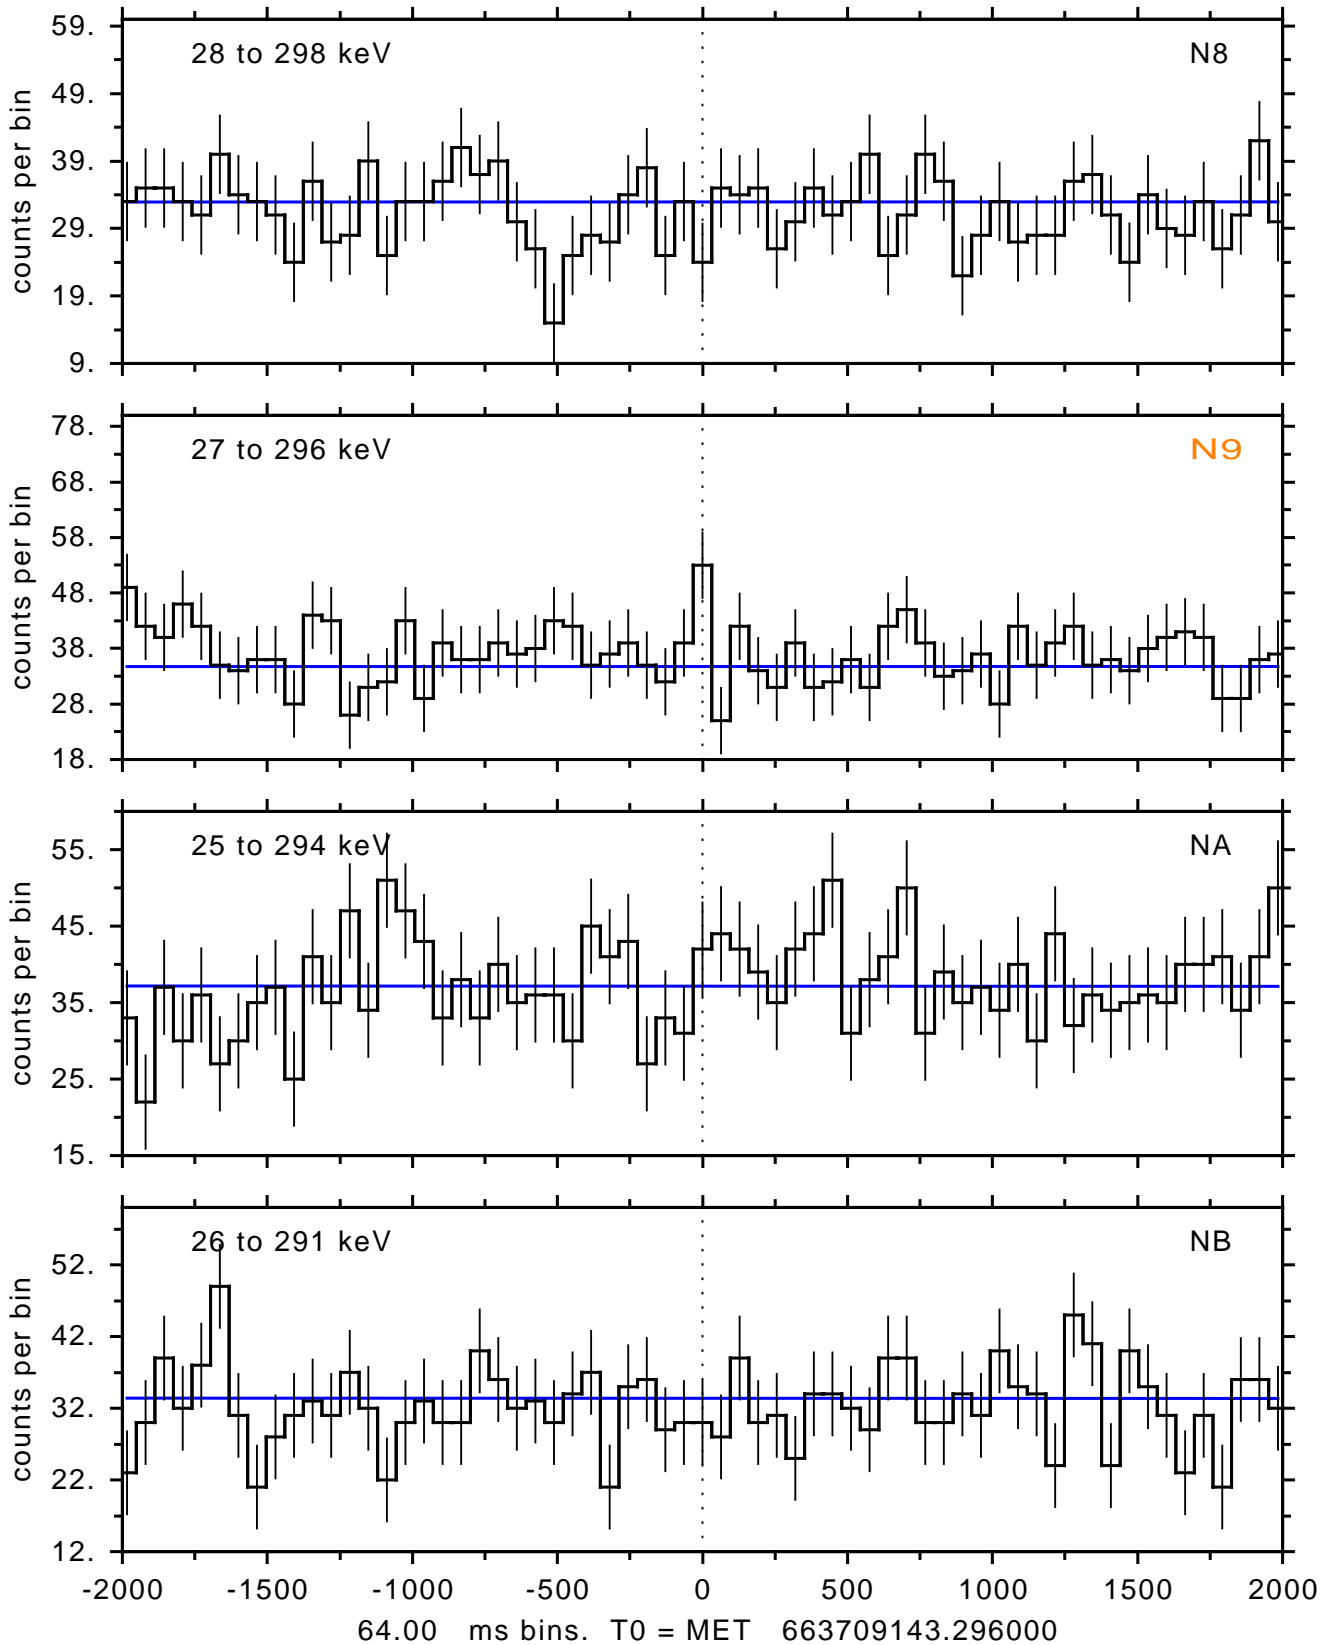 59.
28 to 298 keV N8
49.
39.
29.
19.
9.
counts per bin
78.
27 to 296 keV N9
68.
58.
48.
38.
28.
18.
counts per bin
55.
25 to 294 keV NA
45.
35.
25.
15.
counts per bin
52.
26 to 291 keV NB
42.
32.
22.
12.
counts per bin
-2000 -1500 -1000 -500 0 500 1000 1500 2000
64.00 ms bins. T0 = MET 663709143.296000